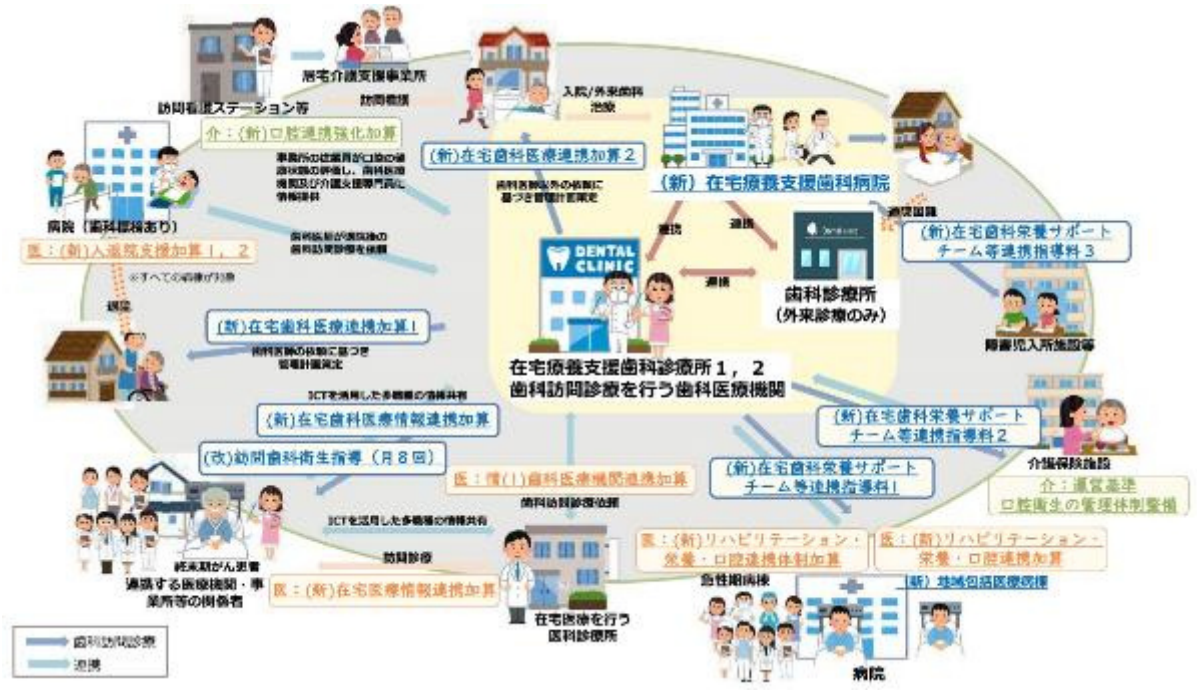 訪問看護ステーション等
居宅介護支援事業所
訪問看護
介：(新)口腔連携強化加算
事業所の従業員が口腔の健
康状態の評価し、歯科医療
機関及び介護支援専門員に
情報提供
入院/外来歯科
治療
(新)在宅歯科医療連携加算２
歯科医師以外の依頼に
基づき管理計画策定
(新)在宅療養支援歯科病院
通院困難
病院（歯科標榜あり）
医：(新)入退院支援加算１，２
※すべての病棟が対象
退院
歯科医師が退院後の
歯科訪問診療を依頼
連携
連携
連携
DENTAL
CLINIC
歯科診療所
(外来診療のみ)
(新)在宅歯科栄養サポート
チーム等連携指導料３
障害児入所施設等
(新)在宅歯科医療連携加算１
歯科医師の依頼に基づき
管理計画策定
在宅療養支援歯科診療所１，２
歯科訪問診療を行う歯科医療機関
ICTを活用した多職種の情報共有
(新)在宅歯科医療情報連携加算
(改)訪問歯科衛生指導（月８回）
(新)在宅歯科栄養サポート
チーム等連携指導料２
介護保険施設
介：運営基準
口腔衛生の管理体制整備
(新)在宅歯科栄養サポート
チーム等連携指導料１
医：情(１)歯科医療機関連携加算
歯科訪問診療依頼
ICTを活用した多職種の情報共有
訪問診療
医：(新)在宅医療情報連携加算
終末期がん患者
連携する医療機関・事
業所等の関係者
在宅医療を行う
医科診療所
医：(新)リハビリテーション・
栄養・口腔連携体制加算
急性期病棟
医：(新)リハビリテーション・
栄養・口腔連携加算
(新)地域包括医療病棟
病院
歯科訪問診療
連携